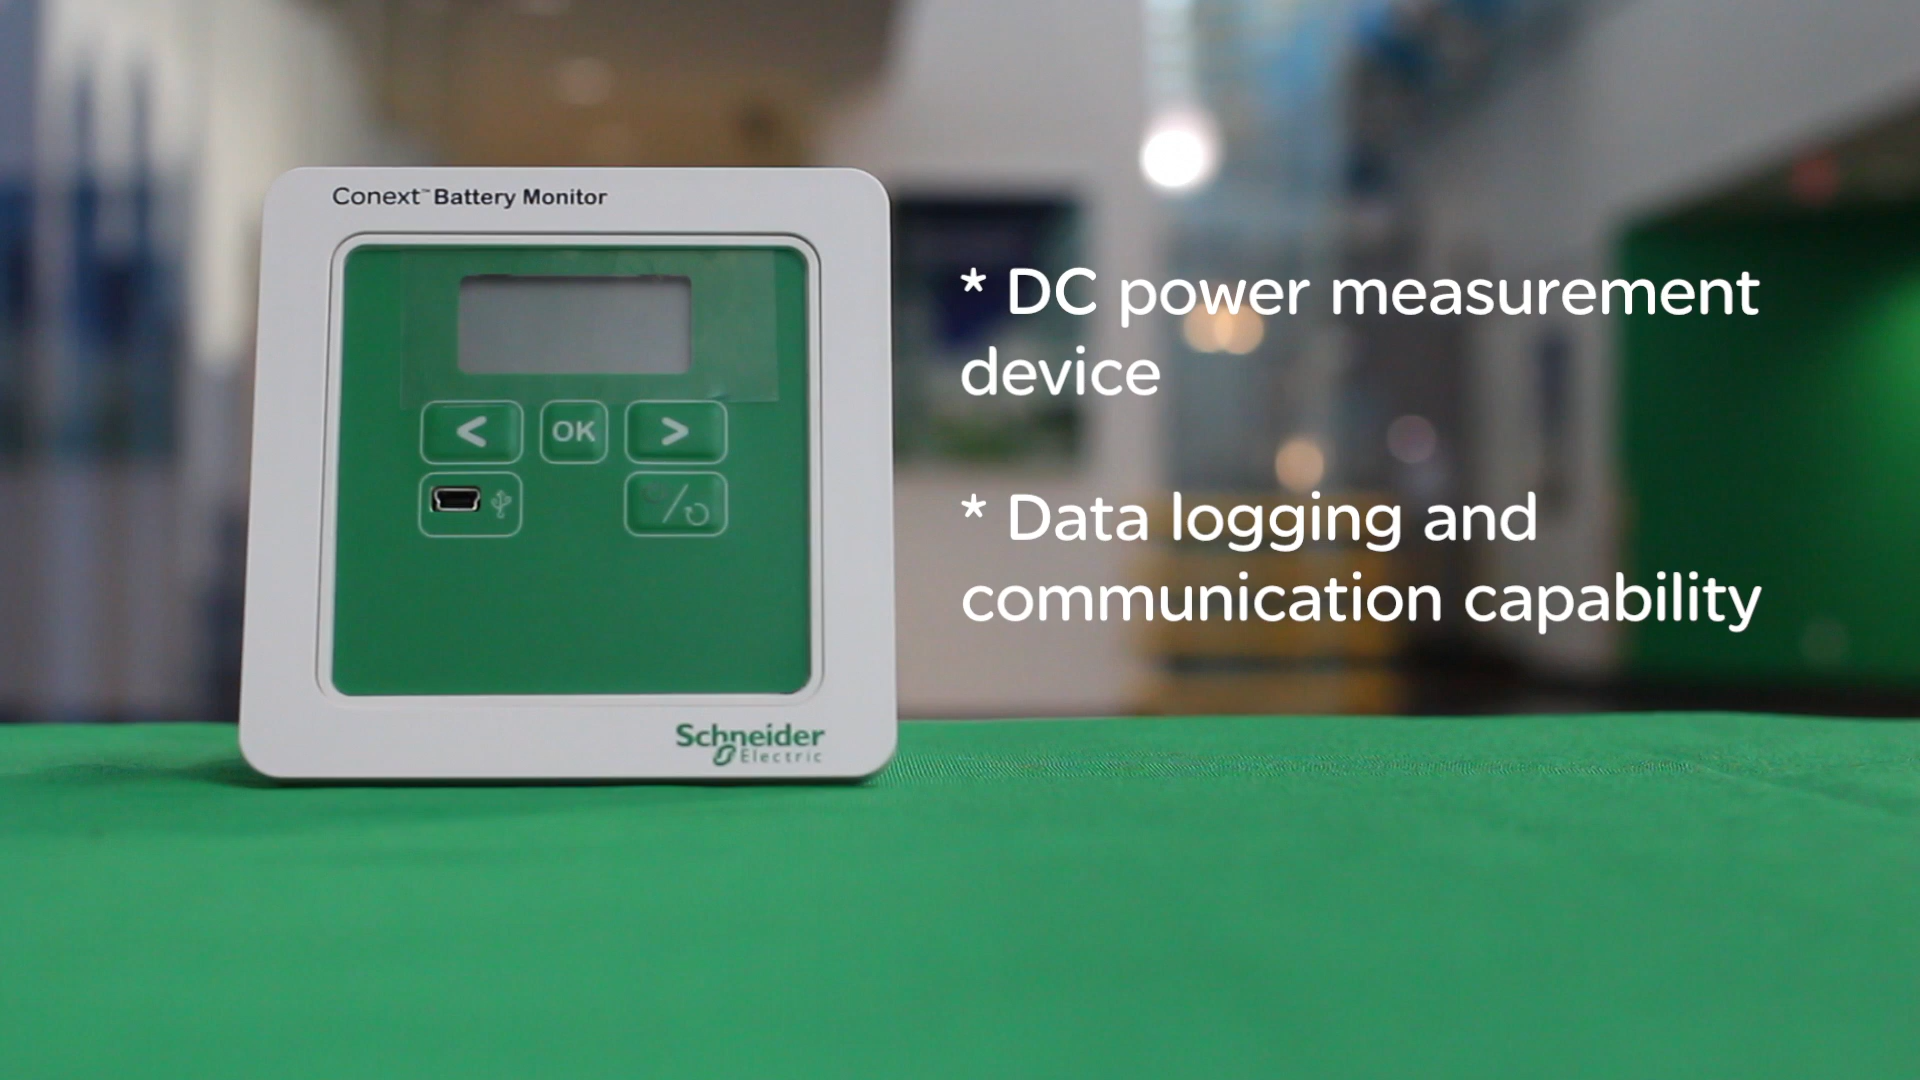 Conext™ Battery Monitor
* DC power measurement
device
<
OK
>
* Data logging and
communication capability
Schneider
Electric